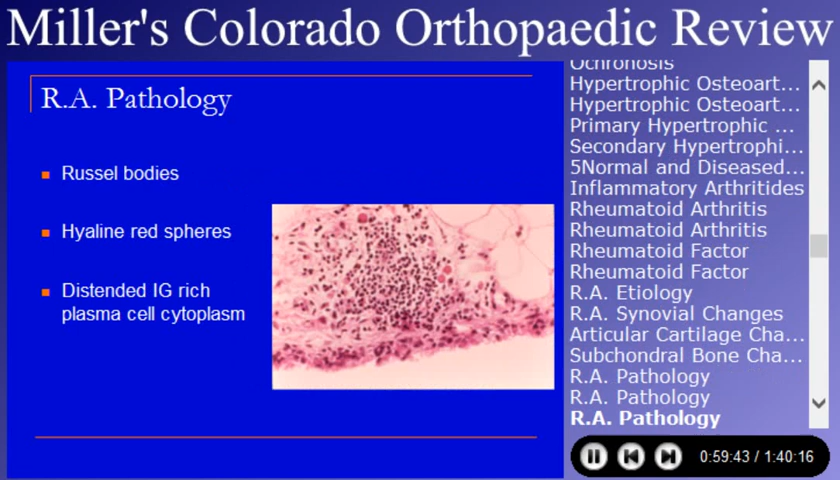 Miller's Colorado Orthopaedic Review
R.A. Pathology
Russel bodies
Hyaline red spheres
Distended IG rich
plasma cell cytoplasm
Ochronosis
Hypertrophic Osteoart...
Hypertrophic Osteoart...
Primary Hypertrophic ...
Secondary Hypertrophi...
5Normal and Diseased...
Inflammatory Arthritides
Rheumatoid Arthritis
Rheumatoid Arthritis
Rheumatoid Factor
Rheumatoid Factor
R.A. Etiology
R.A. Synovial Changes
Articular Cartilage Cha...
Subchondral Bone Cha...
R.A. Pathology
R.A. Pathology
R.A. Pathology
0:59:43 / 1:40:16